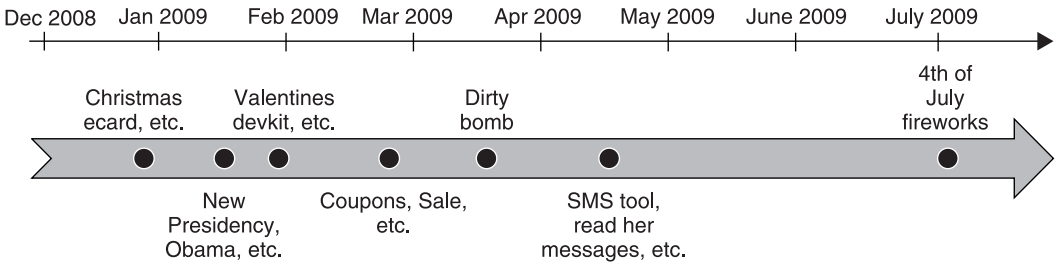 Dec 2008 Jan 2009 Feb 2009 Mar 2009 Apr 2009 May 2009 June 2009 July 2009
Christmas
ecard, etc.
Valentines
devkit, etc.
Dirty
bomb
4th of
July
fireworks
New
Presidency,
Obama, etc.
Coupons, Sale,
etc.
SMS tool,
read her
messages, etc.